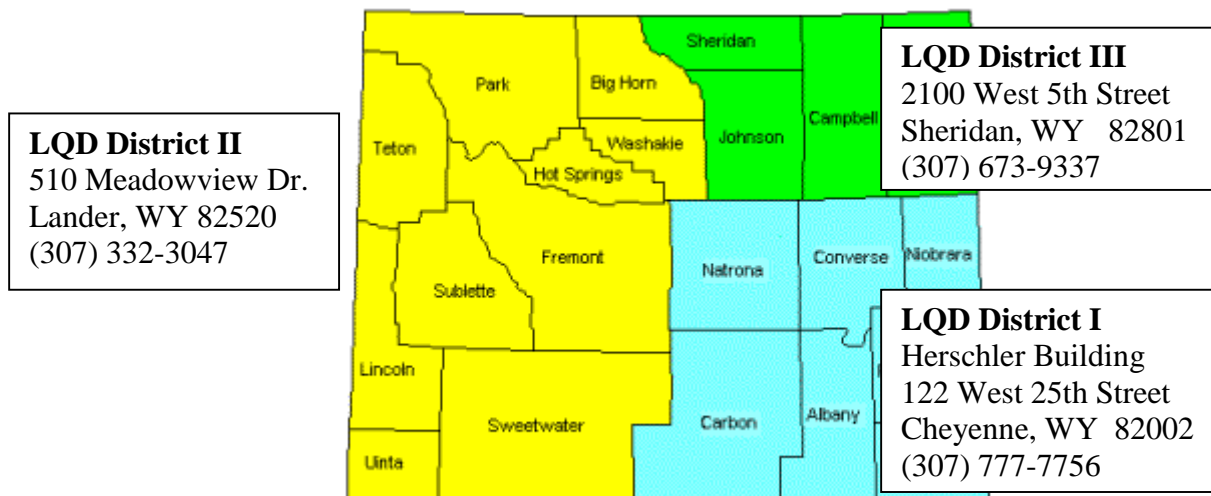 LQD District II
510 Meadowview Dr.
Lander, WY 82520
(307) 332-3047
Sheridan
Park
Big Horn
Campbell
Johnson
Washakie
Teton
Hot Springs
Fremont
Natrona
Converse
Niobrara
Sublette
Lincoln
Sweetwater
Carbon
Albany
Uinta
LQD District III
2100 West 5th Street
Sheridan, WY 82801
(307) 673-9337
LQD District I
Herschler Building
122 West 25th Street
Cheyenne, WY 82002
(307) 777-7756